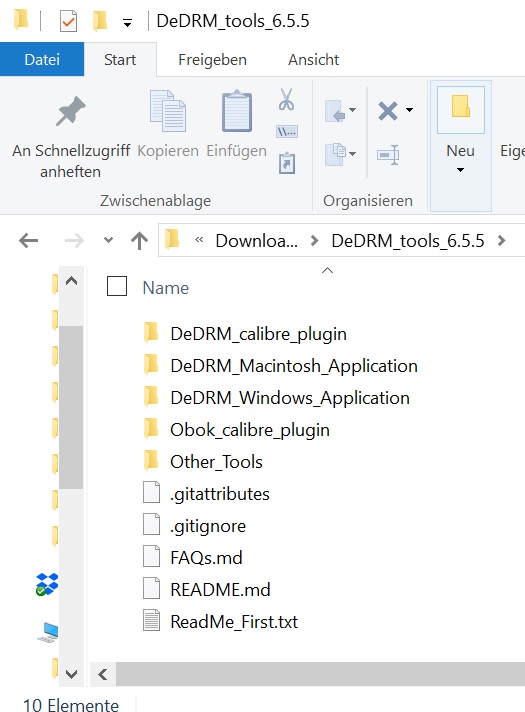 DeDRM_tools_6.5.5
Datei Start Freigeben Ansicht
An Schnellzugriff anheften Kopieren Einfügen Neu
Zwischenablage Organisieren
« Downloa... > DeDRM_tools_6.5.5 >
Name
DeDRM_calibre_plugin
DeDRM_Macintosh_Application
DeDRM_Windows_Application
Obok_calibre_plugin
Other_Tools
.gitattributes
.gitignore
FAQs.md
README.md
ReadMe_First.txt
10 Elemente